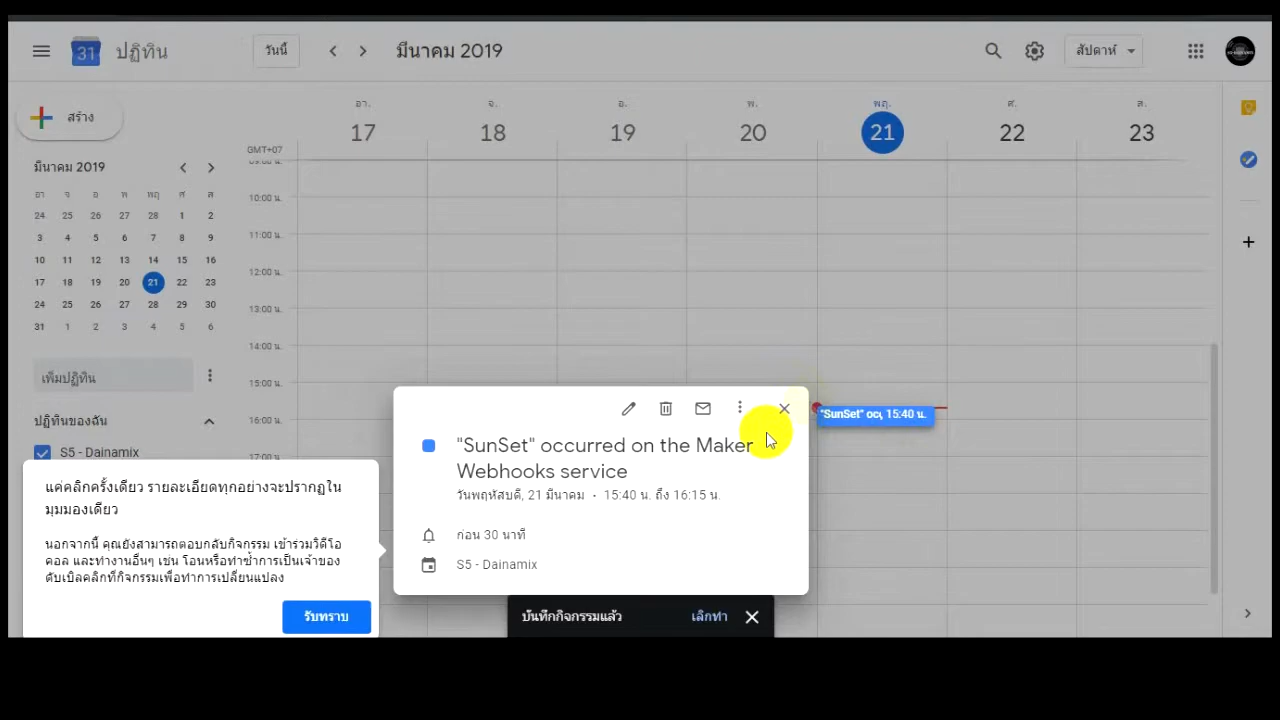 31 ปฏิทิน วันนี้ มีนาคม 2019 สัปดาห์
สร้าง
อา. จ. อ. พ. พฤ. ศ. ส.
17 18 19 20 21 22 23
GMT+07
มีนาคม 2019
อา จ อ พ พฤ ศ ส
24 25 26 27 28 1 2
3 4 5 6 7 8 9
10 11 12 13 14 15 16
17 18 19 20 21 22 23
24 25 26 27 28 29 30
31 1 2 3 4 5 6
เพิ่มปฏิทิน
ปฏิทินของฉัน
S5 - Dainamix
09:00 น.
10:00 น.
11:00 น.
12:00 น.
13:00 น.
14:00 น.
15:00 น.
16:00 น.
17:00 น.
"SunSet" occ, 15:40 น.
"SunSet" occurred on the Maker
Webhooks service
วันพฤหัสบดี, 21 มีนาคม · 15:40 น. ถึง 16:15 น.
ก่อน 30 นาที
S5 - Dainamix
แค่คลิกครั้งเดียว รายละเอียดทุกอย่างจะปรากฏใน
มุมมองเดียว
นอกจากนี้ คุณยังสามารถตอบกลับกิจกรรม เข้าร่วมวิดีโอ
คอล และทำงานอื่นๆ เช่น โอนหรือทำซ้ำการเป็นเจ้าของ
ดับเบิลคลิกที่กิจกรรมเพื่อทำการเปลี่ยนแปลง
รับทราบ
บันทึกกิจกรรมแล้ว เลิกทำ